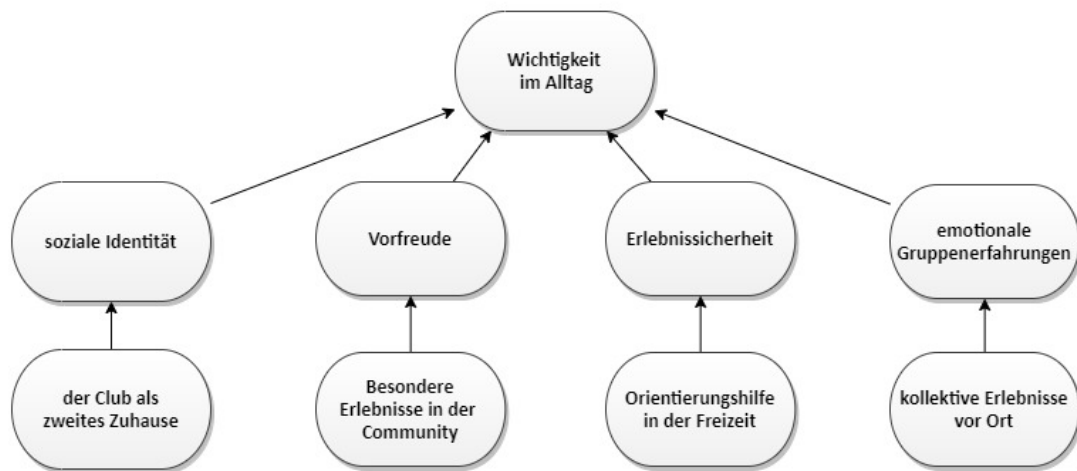 Wichtigkeit
im Alltag
soziale Identität
Vorfreude
Erlebnissicherheit
emotionale
Gruppenerfahrungen
der Club als
zweites Zuhause
Besondere
Erlebnisse in der
Community
Orientierungshilfe
in der Freizeit
kollektive Erlebnisse
vor Ort